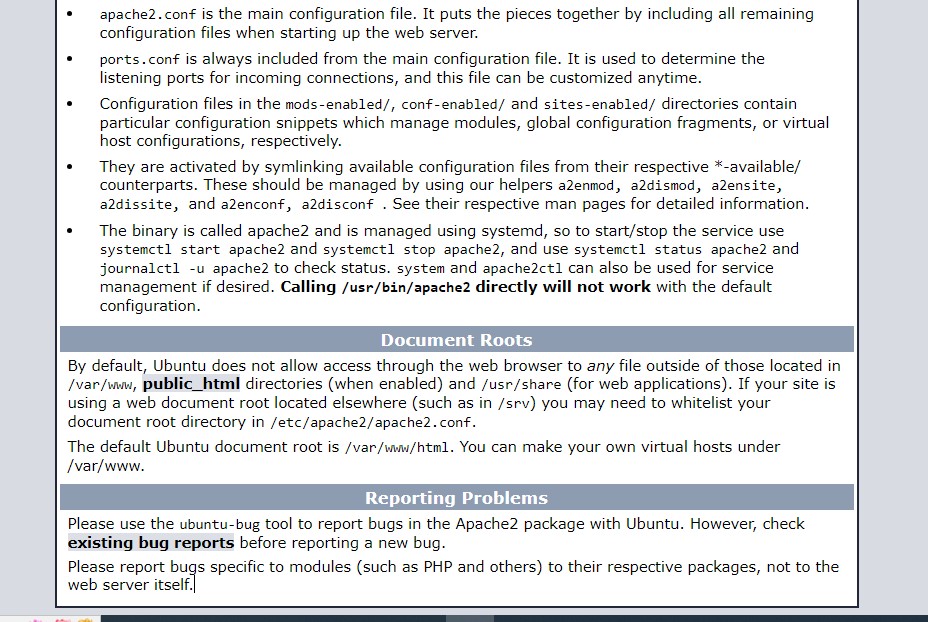 • apache2.conf is the main configuration file. It puts the pieces together by including all remaining
configuration files when starting up the web server.
• ports.conf is always included from the main configuration file. It is used to determine the
listening ports for incoming connections, and this file can be customized anytime.
• Configuration files in the mods-enabled/, conf-enabled/ and sites-enabled/ directories contain
particular configuration snippets which manage modules, global configuration fragments, or virtual
host configurations, respectively.
• They are activated by symlinking available configuration files from their respective *-available/
counterparts. These should be managed by using our helpers a2enmod, a2dismod, a2ensite,
a2dissite, and a2enconf, a2disconf . See their respective man pages for detailed information.
• The binary is called apache2 and is managed using systemd, so to start/stop the service use
systemctl start apache2 and systemctl stop apache2, and use systemctl status apache2 and
journalctl -u apache2 to check status. system and apache2ctl can also be used for service
management if desired. Calling /usr/bin/apache2 directly will not work with the default
configuration.
Document Roots
By default, Ubuntu does not allow access through the web browser to any file outside of those located in
/var/www, public_html directories (when enabled) and /usr/share (for web applications). If your site is
using a web document root located elsewhere (such as in /srv) you may need to whitelist your
document root directory in /etc/apache2/apache2.conf.
The default Ubuntu document root is /var/www/html. You can make your own virtual hosts under
/var/www.
Reporting Problems
Please use the ubuntu-bug tool to report bugs in the Apache2 package with Ubuntu. However, check
existing bug reports before reporting a new bug.
Please report bugs specific to modules (such as PHP and others) to their respective packages, not to the
web server itself.